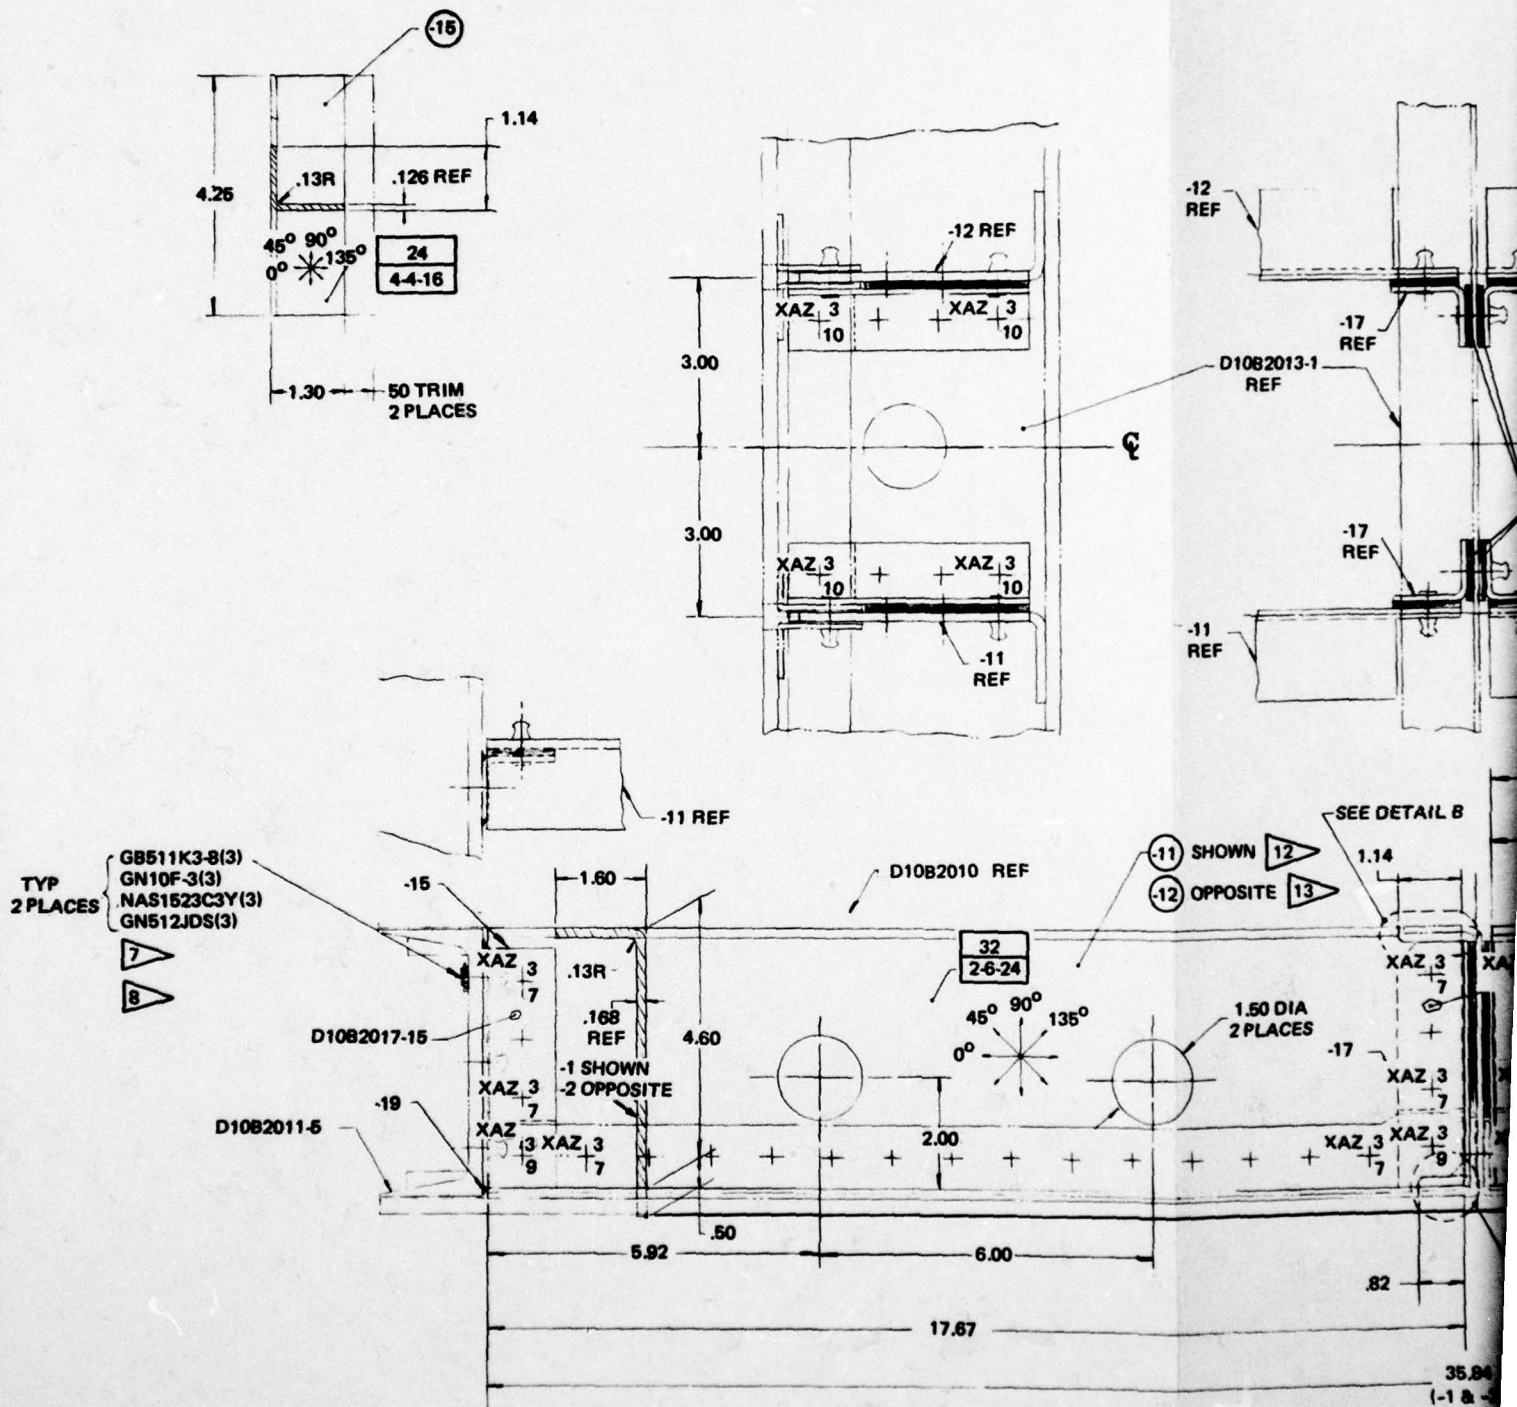 -15
1.14
4.25
.13R
.126 REF
45° 90°
135°
0°
24
4-4-16
1.30
50 TRIM
2 PLACES
-12 REF
XAZ 3
10
XAZ 3
10
3.00
3.00
D10B2013-1
REF
℄
XAZ 3
10
XAZ 3
10
-11
REF
-12
REF
-17
REF
-17
REF
-11
REF
-11 REF
TYP
2 PLACES
GB511K3-8(3)
GN10F-3(3)
NAS1523C3Y(3)
GN512JDS(3)
7
8
-15
1.60
D10B2010 REF
-11 SHOWN 12
-12 OPPOSITE 13
SEE DETAIL B
1.14
XAZ 3
7
.13R
32
2-6-24
XAZ 3
7
D10B2017-15
.168
REF
4.60
45° 90°
135°
0°
1.50 DIA
2 PLACES
-1 SHOWN
-2 OPPOSITE
-17
XAZ 3
7
XAZ 3
7
-19
D10B2011-5
XAZ 3
9
XAZ 3
7
2.00
XAZ 3
7
XAZ 3
9
.50
5.92
6.00
.82
17.67
35.84
(-1 & -